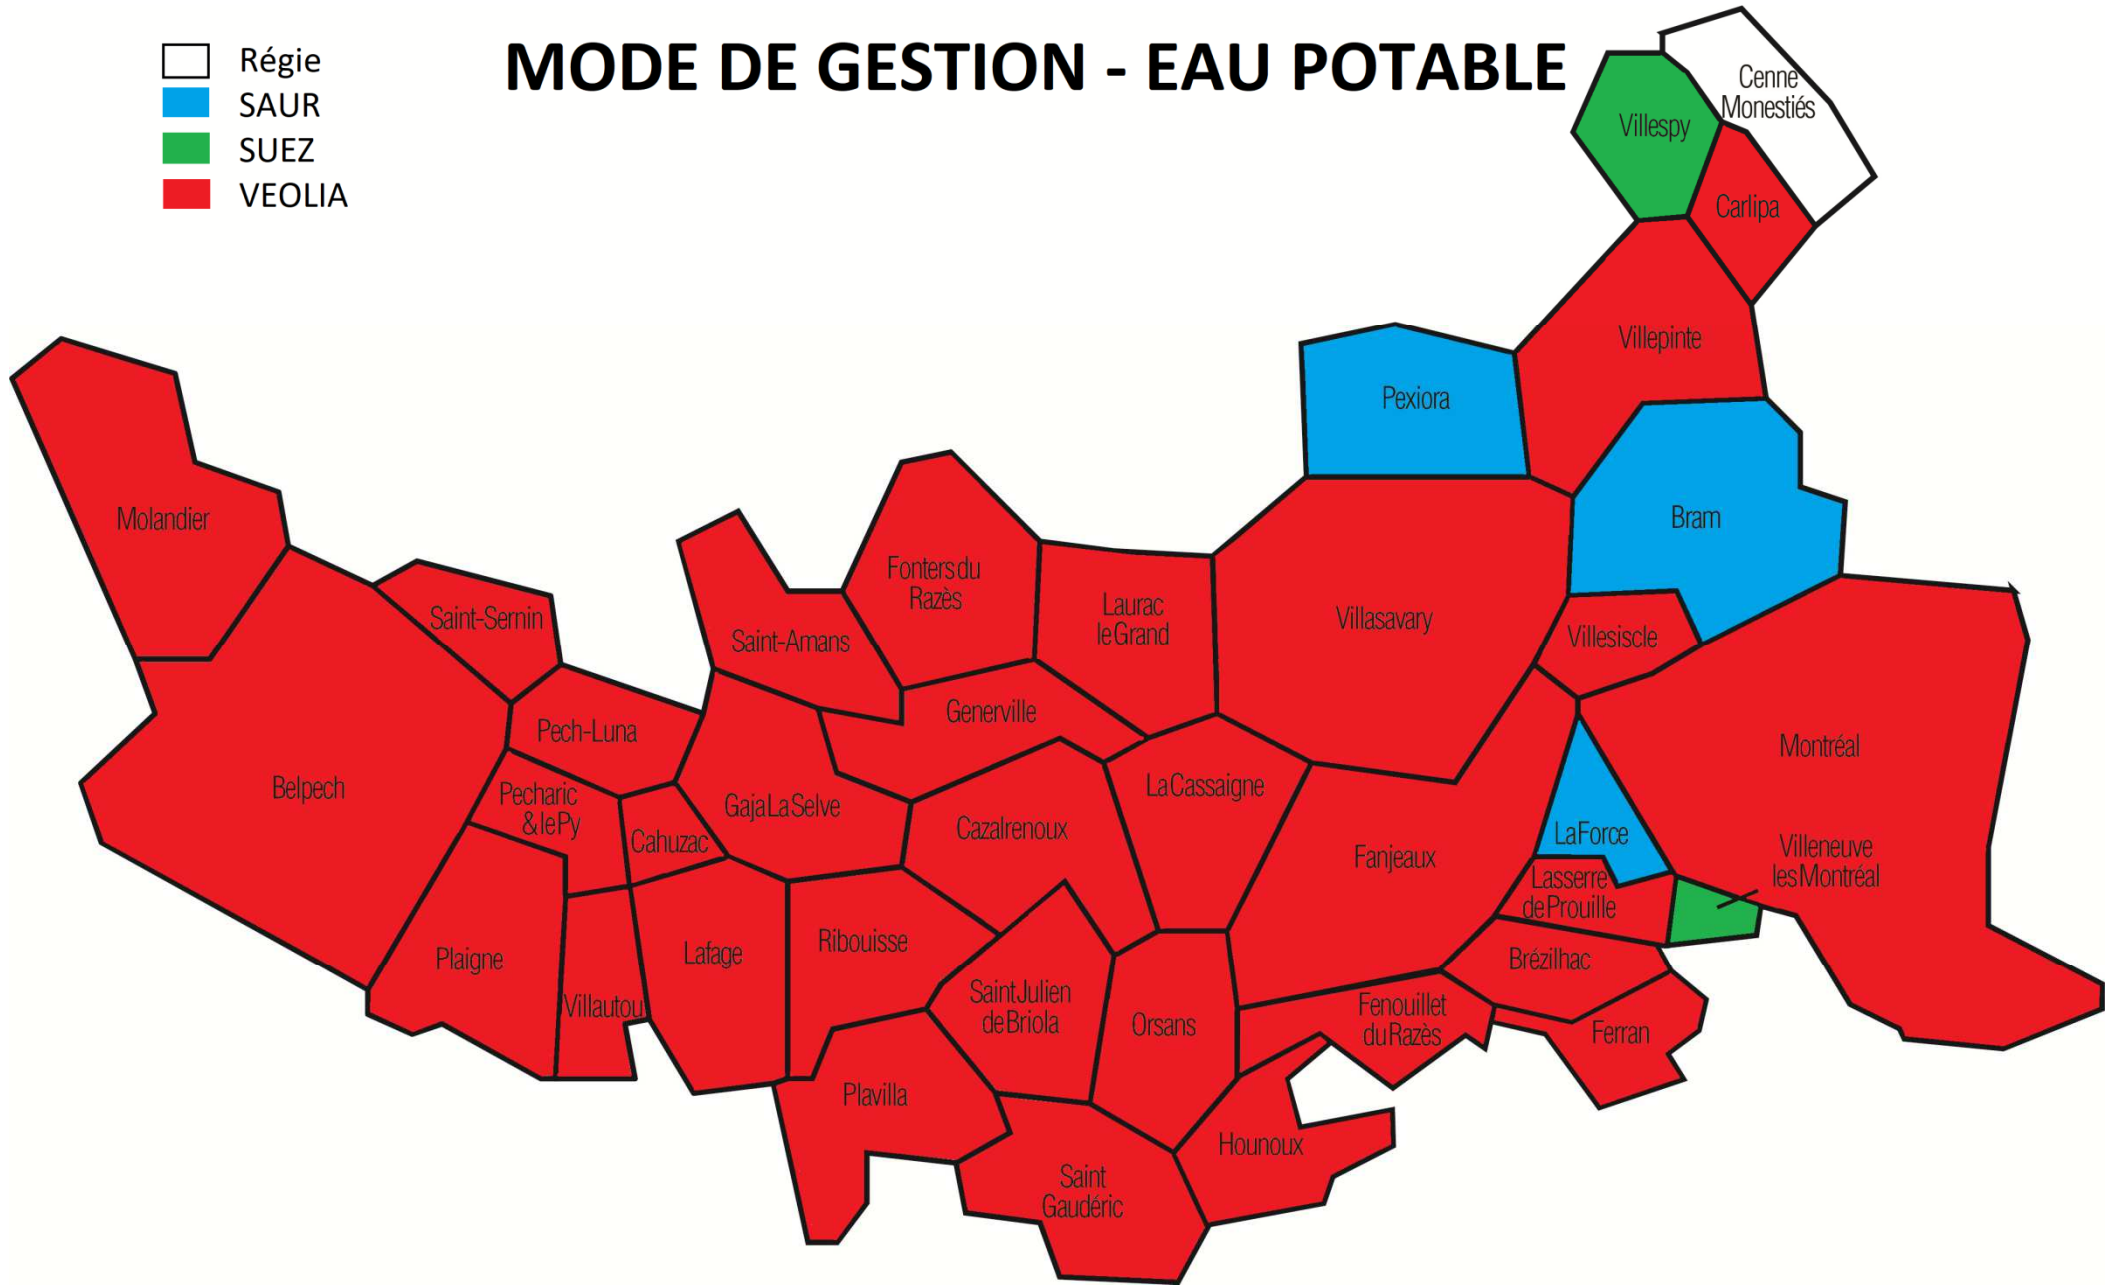 MODE DE GESTION - EAU POTABLE
Régie
SAUR
SUEZ
VEOLIA
Cenne
Monestiés
Villespy
Carlipa
Villepinte
Pexiora
Bram
Molandier
Fonters du
Razès
Laurac
le Grand
Villasavary
Saint-Sernin
Saint-Amans
Villesiscle
Generville
Pech-Luna
Montréal
Belpech
La Cassaigne
Pecharic
& le Py
Gaja La Selve
Cahuzac
Cazalrenoux
La Force
Fanjeaux
Villeneuve
les Montréal
Lasserre
de Prouille
Plaigne
Lafage
Ribouisse
Brézilhac
Villautou
Saint Julien
de Briola
Orsans
Fenouillet
du Razès
Ferran
Plavilla
Hounoux
Saint
Gaudéric